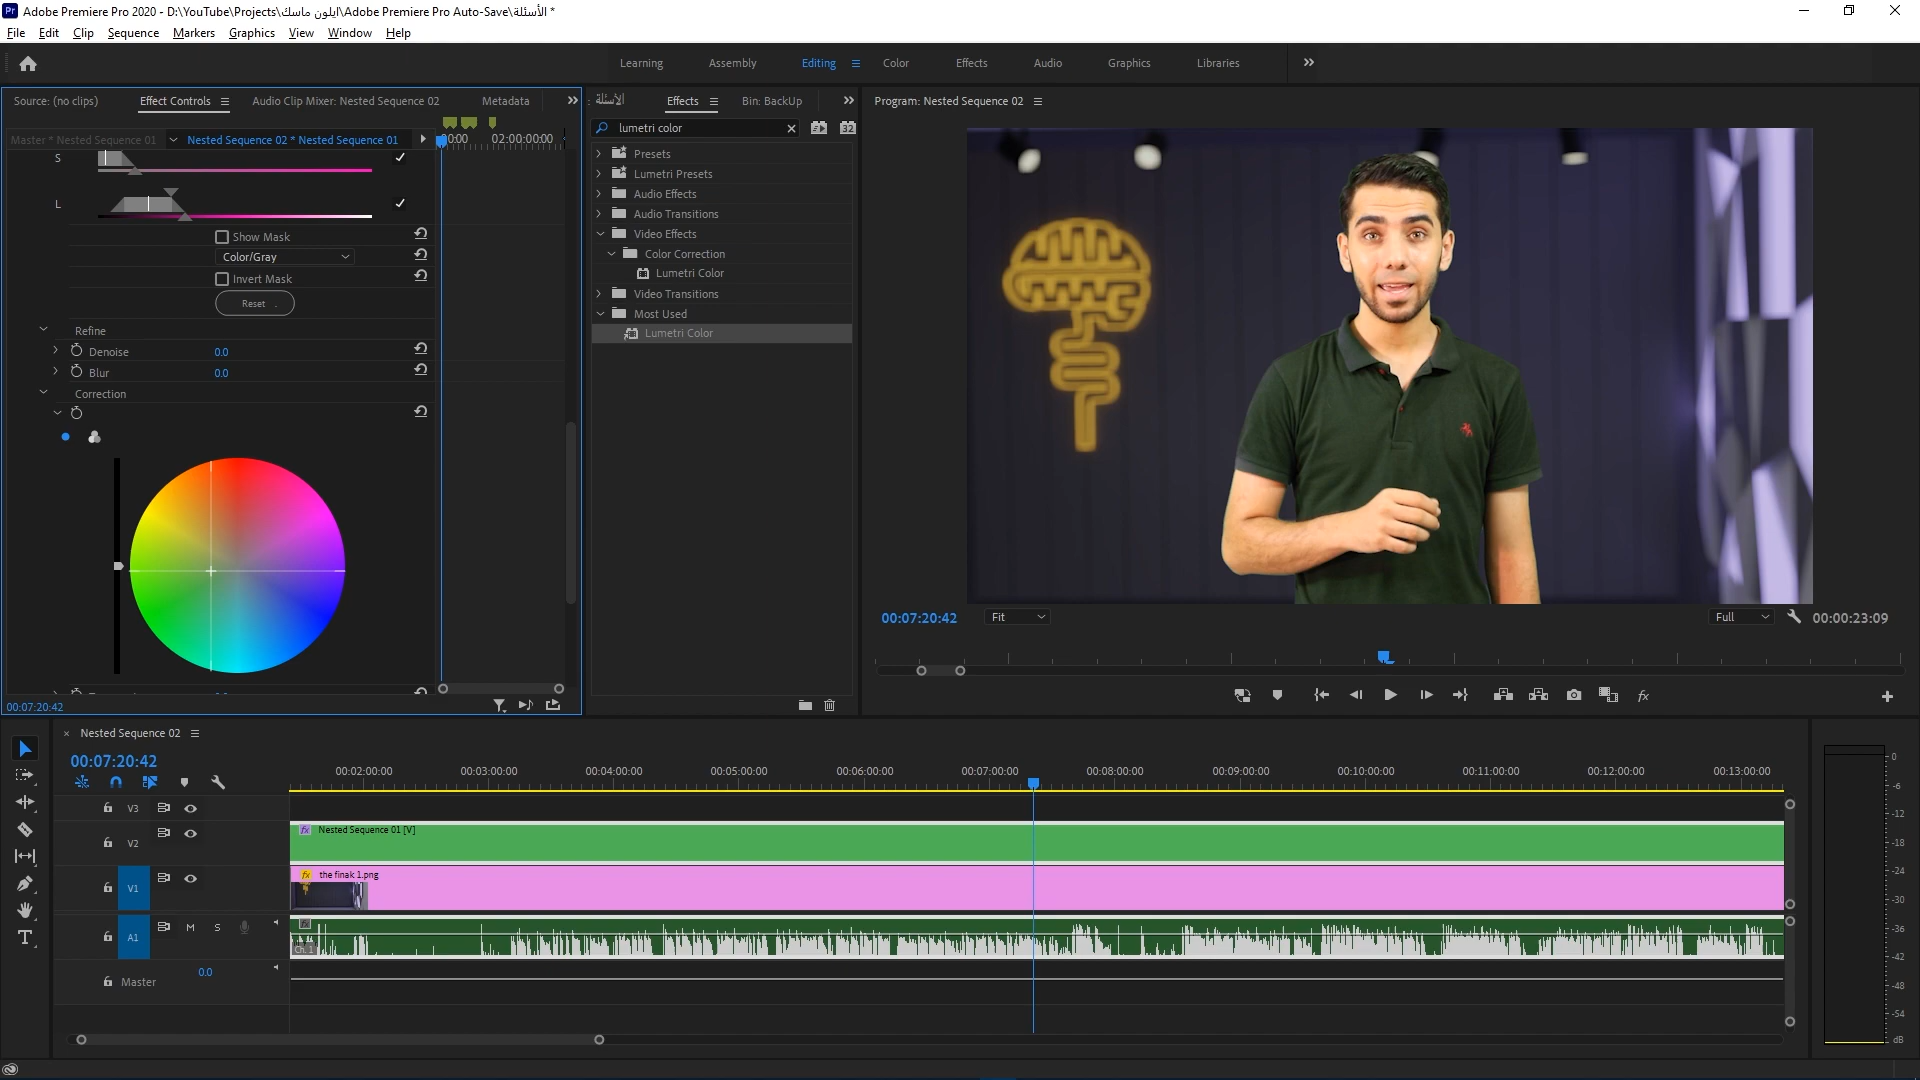 Adobe Premiere Pro 2020 - D:\YouTube\Projects\ايلون ماسك\Adobe Premiere Pro Auto-Save\الأسئلة *
File Edit Clip Sequence Markers Graphics View Window Help
Learning Assembly Editing Color Effects Audio Graphics Libraries
Source: (no clips) Effect Controls Audio Clip Mixer: Nested Sequence 02 Metadata
Master * Nested Sequence 01 Nested Sequence 02 * Nested Sequence 01
00:00 02:00:00:00
S
L
Show Mask
Color/Gray
Invert Mask
Reset
Refine
Denoise 0.0
Blur 0.0
Correction
00:07:20:42
الأسئلة Effects Bin: BackUp
lumetri color
32
Presets
Lumetri Presets
Audio Effects
Audio Transitions
Video Effects
Color Correction
Lumetri Color
Video Transitions
Most Used
Lumetri Color
Program: Nested Sequence 02
00:07:20:42 Fit Full 00:00:23:09
fx
Nested Sequence 02
00:07:20:42
00:02:00:00 00:03:00:00 00:04:00:00 00:05:00:00 00:06:00:00 00:07:00:00 00:08:00:00 00:09:00:00 00:10:00:00 00:11:00:00 00:12:00:00 00:13:00:00
V3
V2
fx Nested Sequence 01 [V]
V1
fx the finak 1.png
A1 M S
fx
Ch. 1
Master 0.0
0
-6
-12
-18
-24
-30
-36
-42
-48
-54
dB